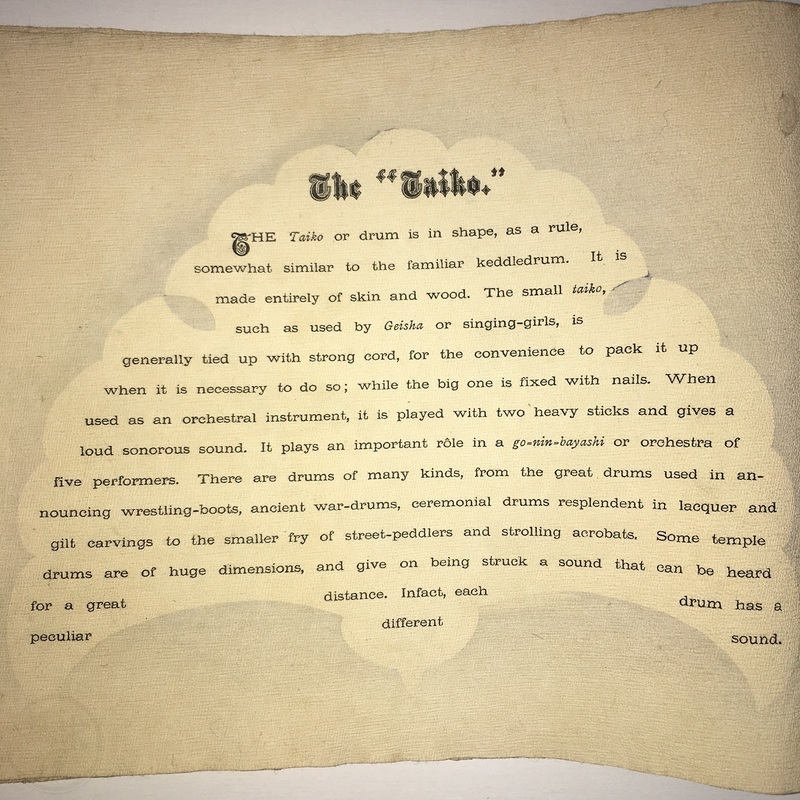 The “Taiko.”
THE Taiko or drum is in shape, as a rule,
somewhat similar to the familiar keddledrum. It is
made entirely of skin and wood. The small taiko,
such as used by Geisha or singing-girls, is
generally tied up with strong cord, for the convenience to pack it up
when it is necessary to do so; while the big one is fixed with nails. When
used as an orchestral instrument, it is played with two heavy sticks and gives a
loud sonorous sound. It plays an important rôle in a go-nin-bayashi or orchestra of
five performers. There are drums of many kinds, from the great drums used in an-
nouncing wrestling-boots, ancient war-drums, ceremonial drums resplendent in lacquer and
gilt carvings to the smaller fry of street-peddlers and strolling acrobats. Some temple
drums are of huge dimensions, and give on being struck a sound that can be heard
for a great distance. Infact, each drum has a
peculiar different sound.